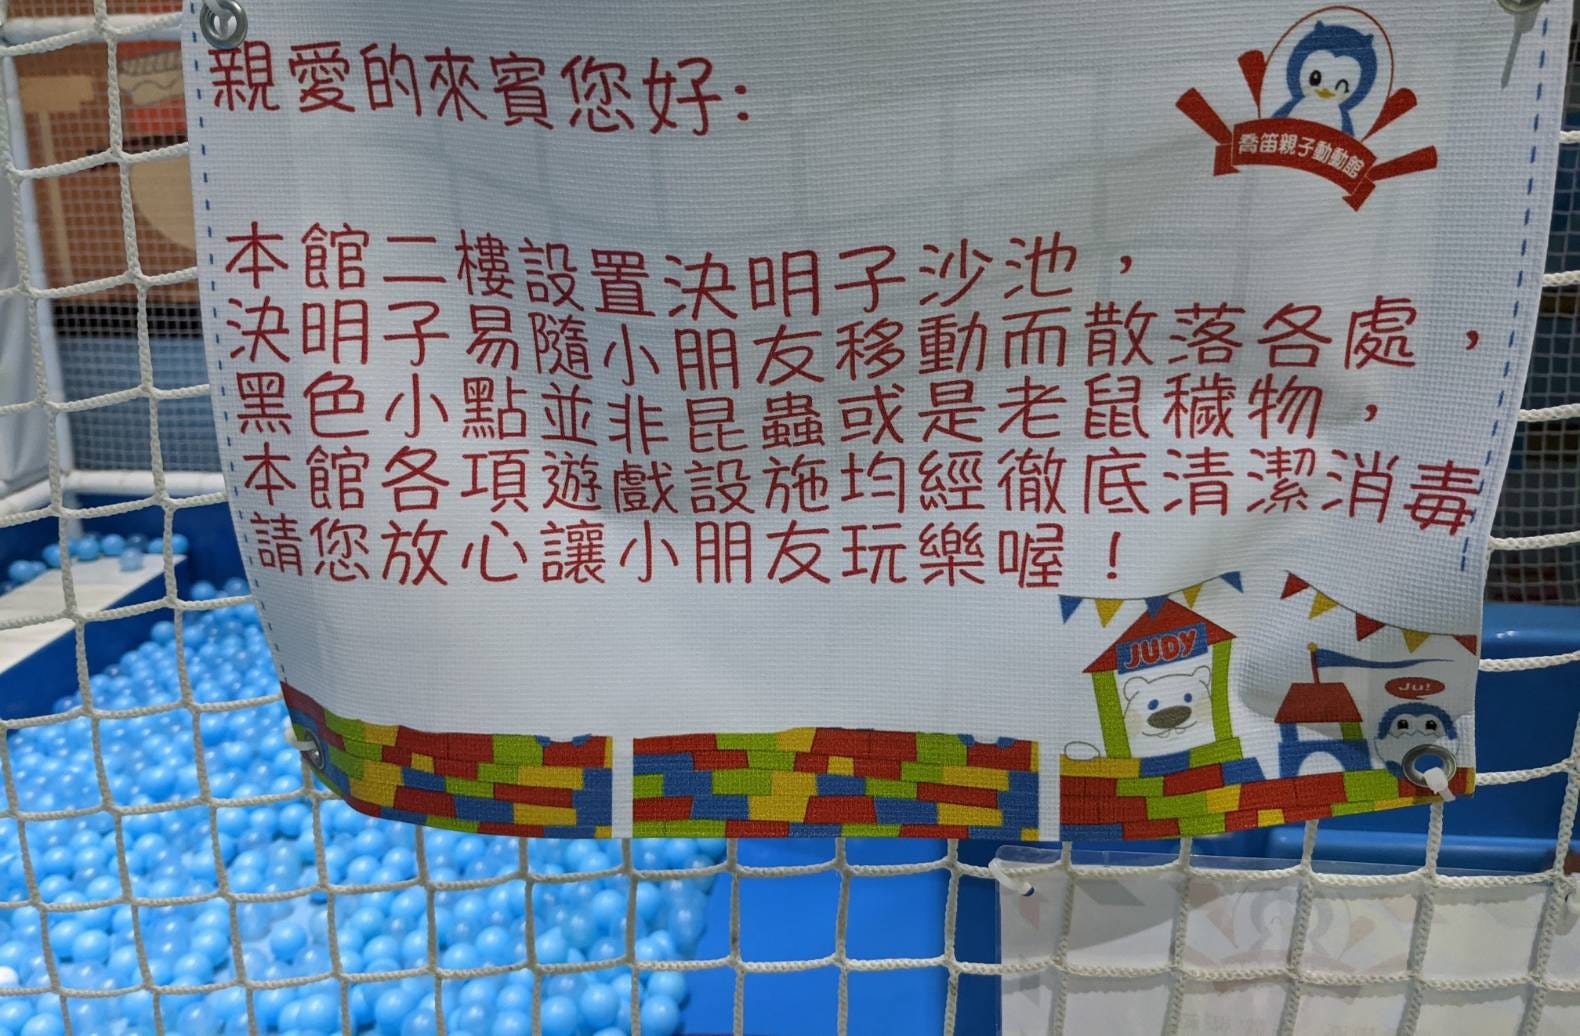 親愛的來賓您好:
喬笛親子動動館
本館二樓設置決明子沙池，
決明子易隨小朋友移動而散落各處，
黑色小點並非昆蟲或是老鼠穢物，
本館各項遊戲設施均經徹底清潔消毒
請您放心讓小朋友玩樂喔！
JUDY
Ju!